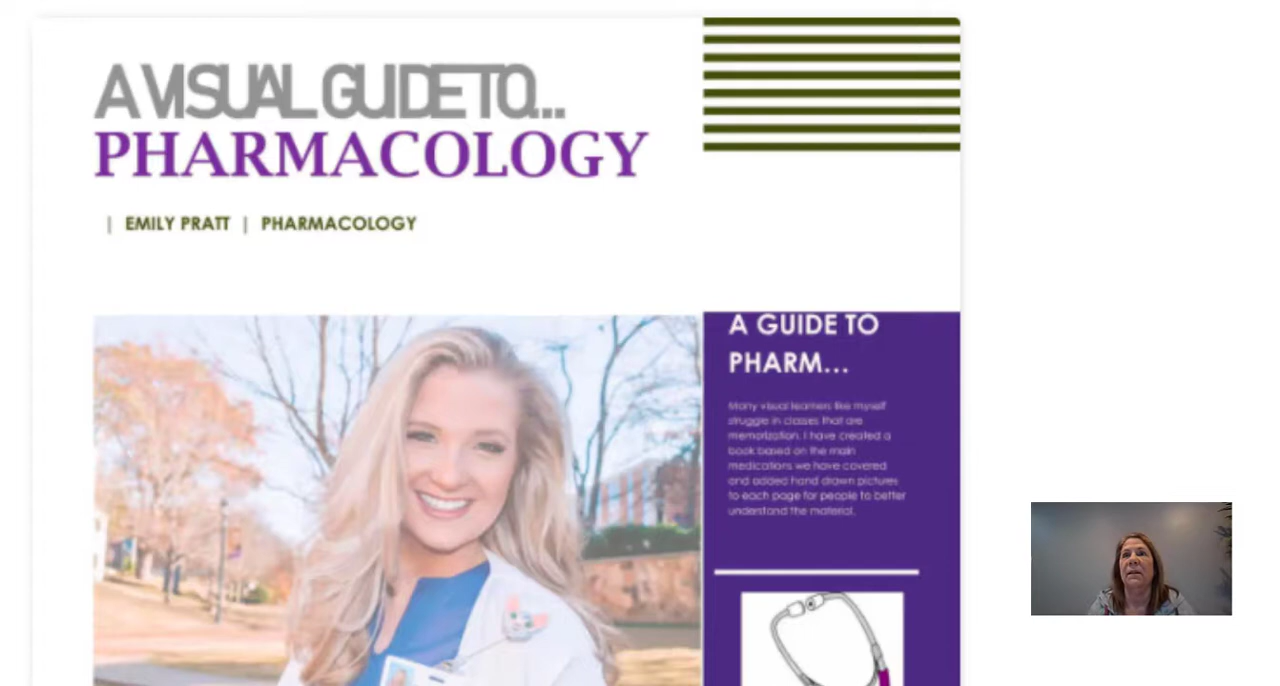 A VISUAL GUIDE TO...
PHARMACOLOGY
| EMILY PRATT | PHARMACOLOGY
A GUIDE TO
PHARM...
Many visual learners like myself
struggle in classes that are
memorization. I have created a
book based on the main
medications we have covered
and added hand drawn pictures
to each page for people to better
understand the material.